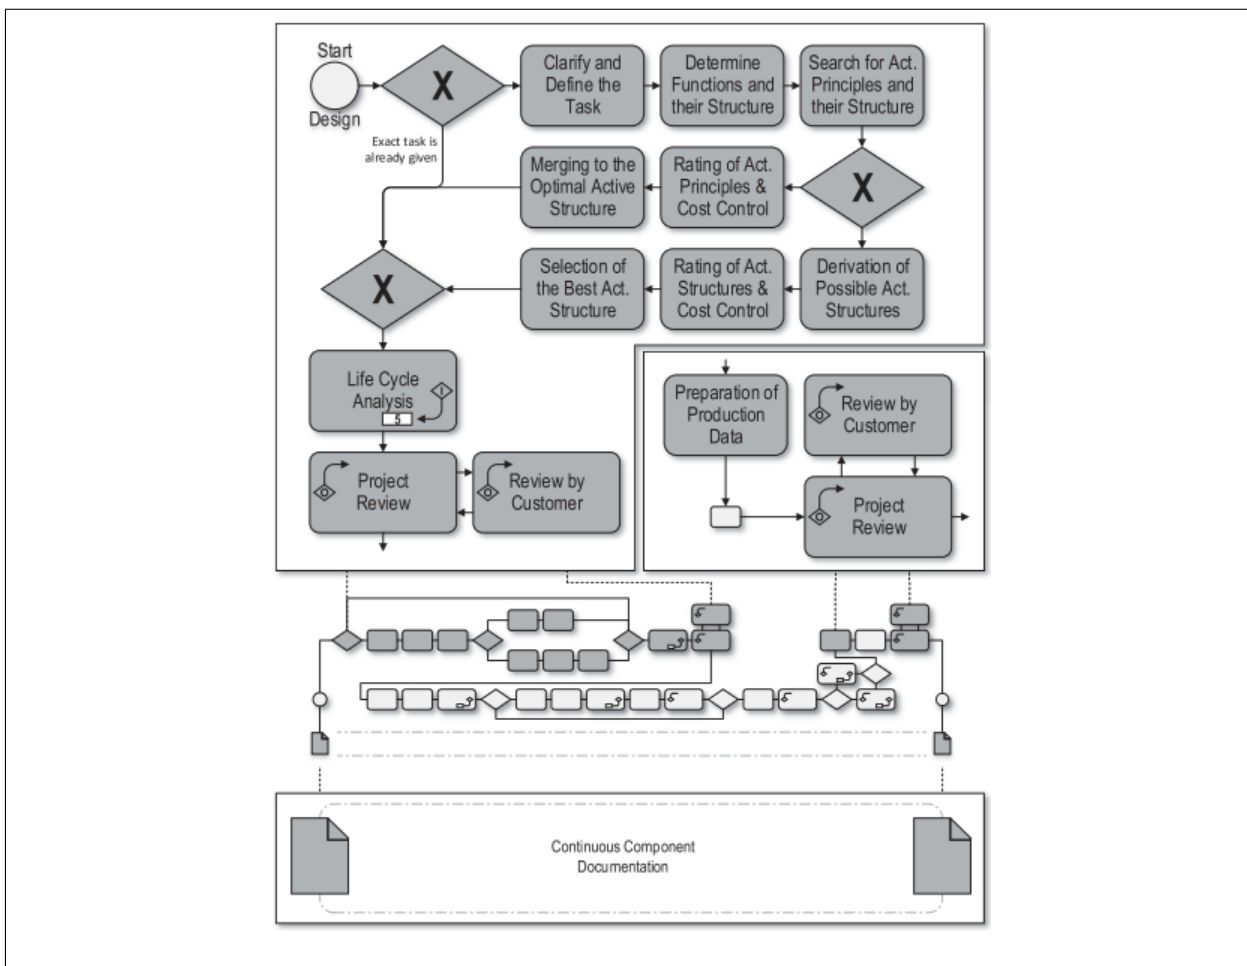 Start
Design
X
Exact task is
already given
Clarify and
Define the
Task
Determine
Functions and
their Structure
Search for Act.
Principles and
their Structure
X
Rating of Act.
Principles &
Cost Control
Merging to the
Optimal Active
Structure
Derivation of
Possible Act.
Structures
Rating of Act.
Structures &
Cost Control
Selection of
the Best Act.
Structure
X
Life Cycle
Analysis
I
5
Project
Review
O
Review by
Customer
O
Preparation of
Production
Data
Review by
Customer
O
Project
Review
O
Continuous Component
Documentation